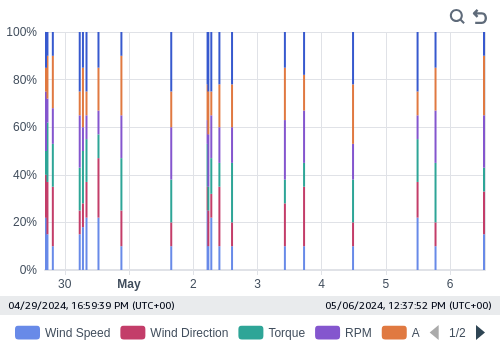 100%
80%
60%
40%
20%
0%
30 May 2 3 4 5 6
04/29/2024, 16:59:39 PM (UTC+00) 05/06/2024, 12:37:52 PM (UTC+00)
Wind Speed Wind Direction Torque RPM A 1/2